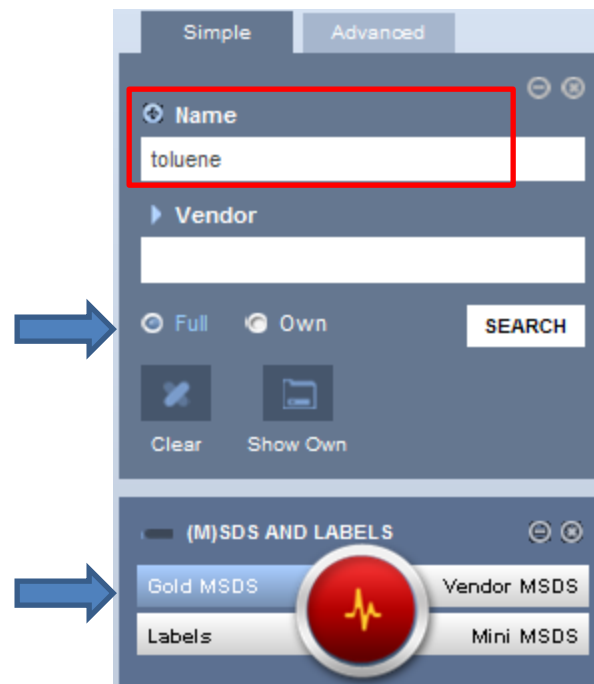 Simple Advanced
Name
toluene
Vendor
Full Own SEARCH
Clear Show Own
(M)SDS AND LABELS
Gold MSDS Vendor MSDS
Labels Mini MSDS